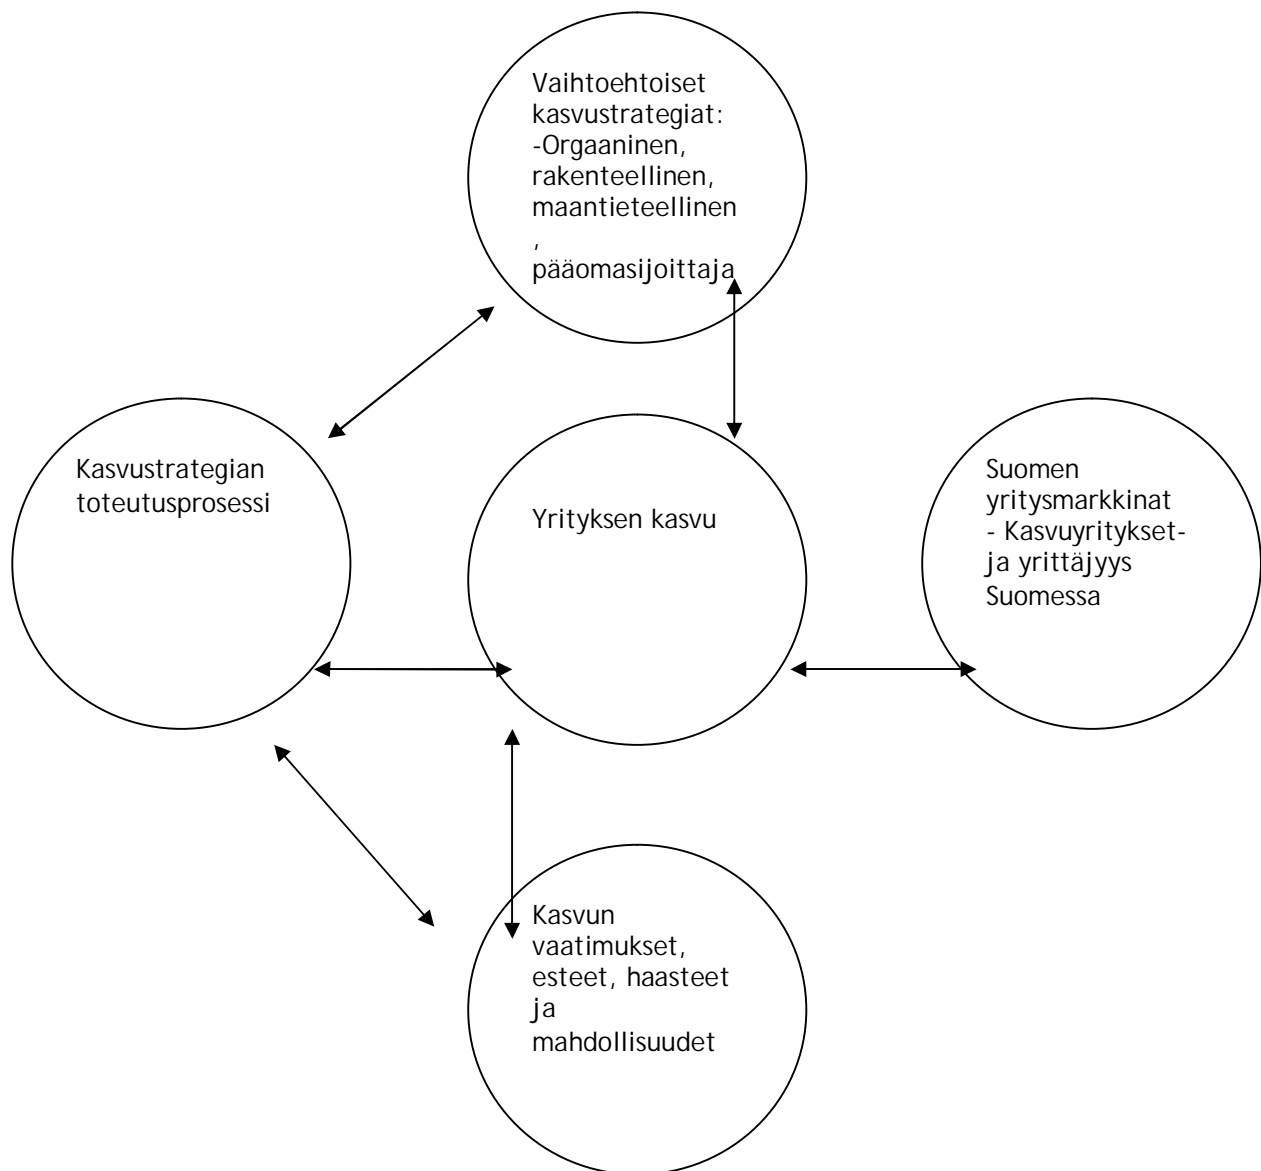 Vaihtoehtoiset
kasvustrategiat:
-Orgaaninen,
rakenteellinen,
maantieteellinen
,
pääomasijoittaja
Kasvustrategian
toteutusprosessi
Yrityksen kasvu
Suomen
yritysmarkkinat
- Kasvuyritykset-
ja yrittäjyys
Suomessa
Kasvun
vaatimukset,
esteet, haasteet
ja
mahdollisuudet